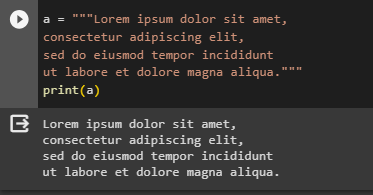 a = """Lorem ipsum dolor sit amet,
consectetur adipiscing elit,
sed do eiusmod tempor incididunt
ut labore et dolore magna aliqua."""
print(a)
Lorem ipsum dolor sit amet,
consectetur adipiscing elit,
sed do eiusmod tempor incididunt
ut labore et dolore magna aliqua.